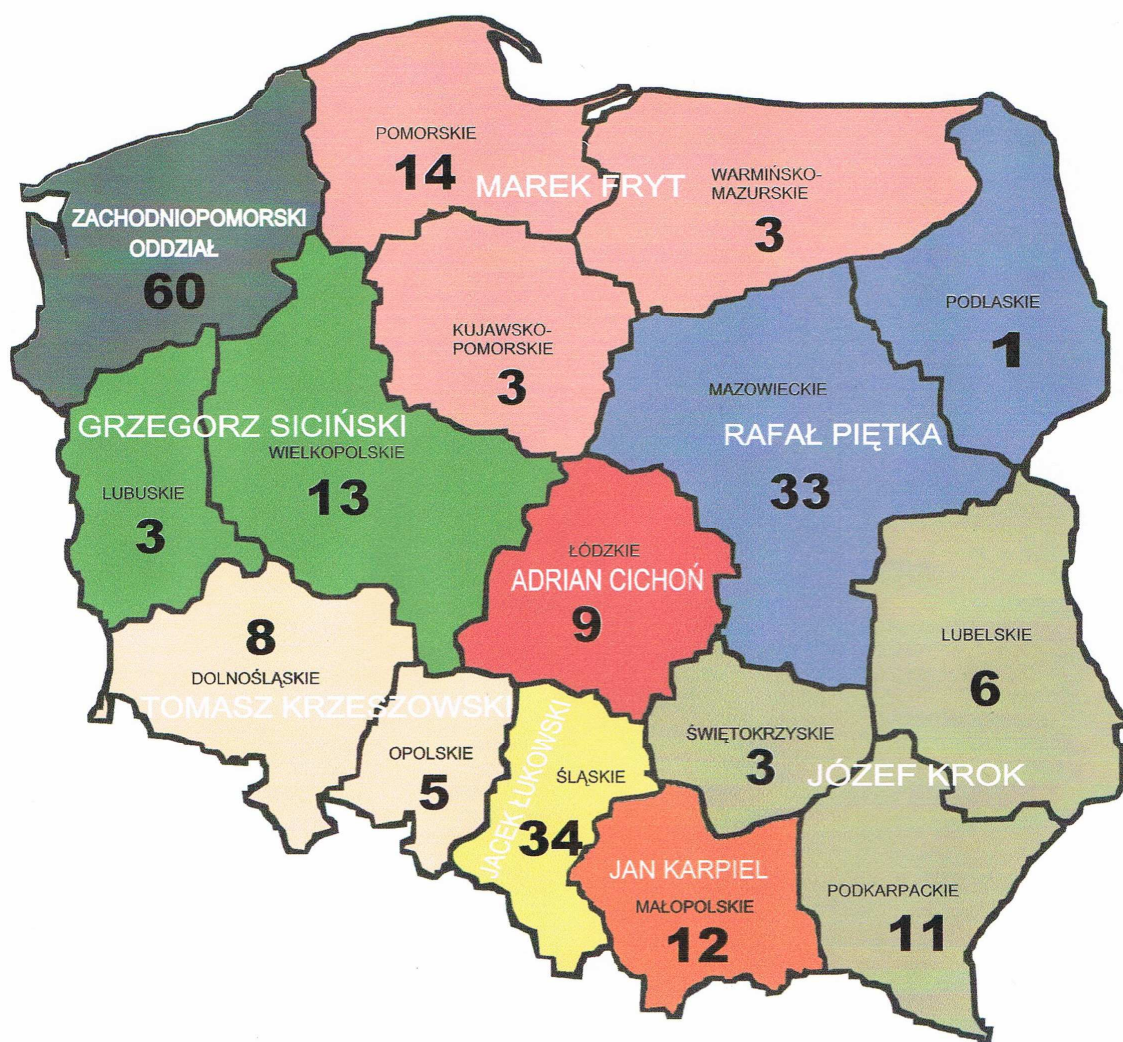 POMORSKIE
14
MAREK FRYT
WARMIŃSKO-
MAZURSKIE
3
ZACHODNIOPOMORSKI
ODDZIAŁ
60
PODLASKIE
1
KUJAWSKO-
POMORSKIE
3
MAZOWIECKIE
RAFAŁ PIĘTKA
33
GRZEGORZ SICIŃSKI
WIELKOPOLSKIE
13
LUBUSKIE
3
ŁÓDZKIE
ADRIAN CICHOŃ
9
LUBELSKIE
6
8
DOLNOŚLĄSKIE
TOMASZ KRZESZOWSKI
OPOLSKIE
5
JACEK ŁUKOWSKI
ŚLĄSKIE
34
ŚWIĘTOKRZYSKIE
3
JÓZEF KROK
JAN KARPIEL
MAŁOPOLSKIE
12
PODKARPACKIE
11